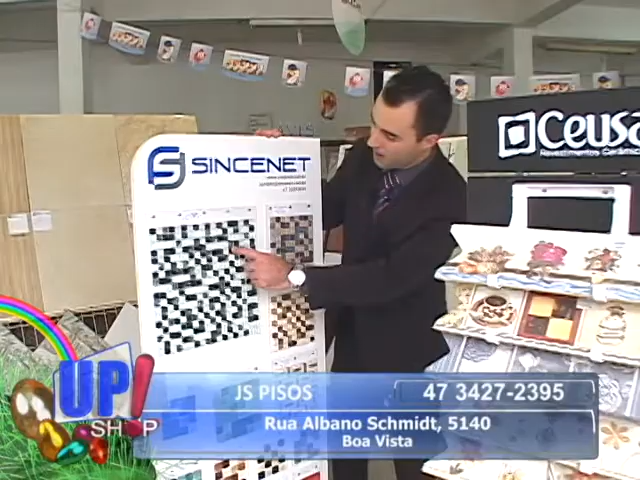 SINCENET
Ceusa
Revestimentos Cerâmicos
UP!
SHOP
JS PISOS
47 3427-2395
Rua Albano Schmidt, 5140
Boa Vista